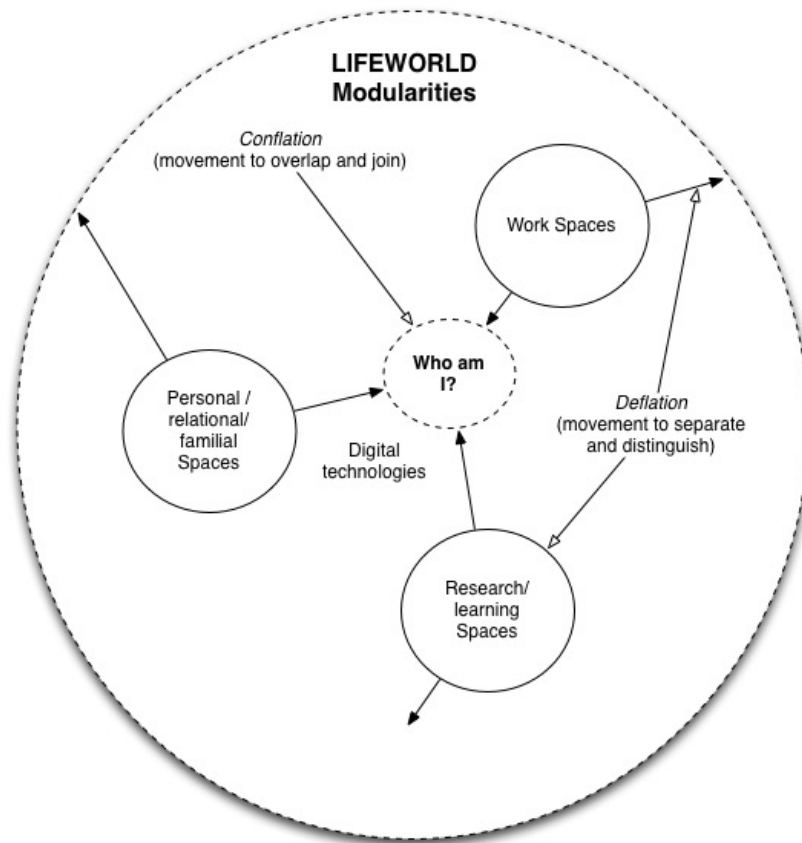 LIFEWORLD
Modularities
Conflation
(movement to overlap and join)
Work Spaces
Who am
I?
Personal /
relational/
familial
Spaces
Digital
technologies
Deflation
(movement to separate
and distinguish)
Research/
learning
Spaces